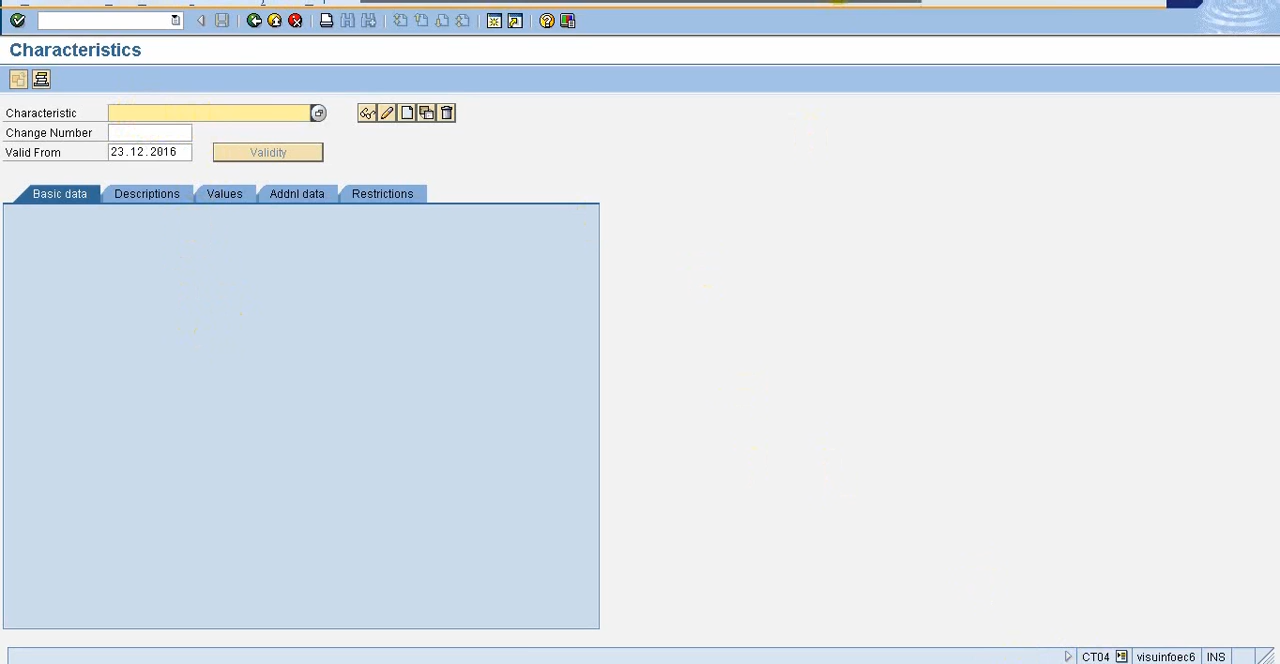 Characteristics
Characteristic
Change Number
Valid From 23.12.2016 Validity
Basic data Descriptions Values Addnl data Restrictions
CT04 visuinfoec6 INS